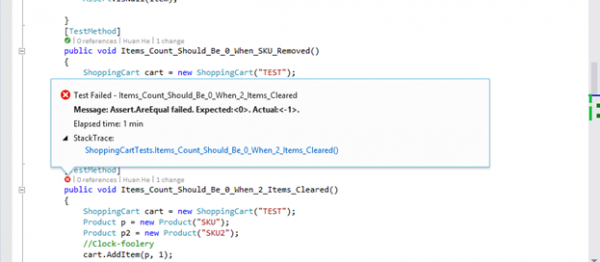 }
[TestMethod]
0 references | Huan He | 1 change
public void Items_Count_Should_Be_0_When_SKU_Removed()
{
ShoppingCart cart = new ShoppingCart("TEST");
Test Failed - Items_Count_Should_Be_0_When_2_Items_Cleared
Message: Assert.AreEqual failed. Expected:<0>. Actual:<-1>.
Elapsed time: 1 min
StackTrace:
ShoppingCartTests.Items_Count_Should_Be_0_When_2_Items_Cleared()
[TestMethod]
0 references | Huan He | 1 change
public void Items_Count_Should_Be_0_When_2_Items_Cleared()
{
ShoppingCart cart = new ShoppingCart("TEST");
Product p = new Product("SKU");
Product p2 = new Product("SKU2");
//Clock-foolery
cart.AddItem(p, 1);